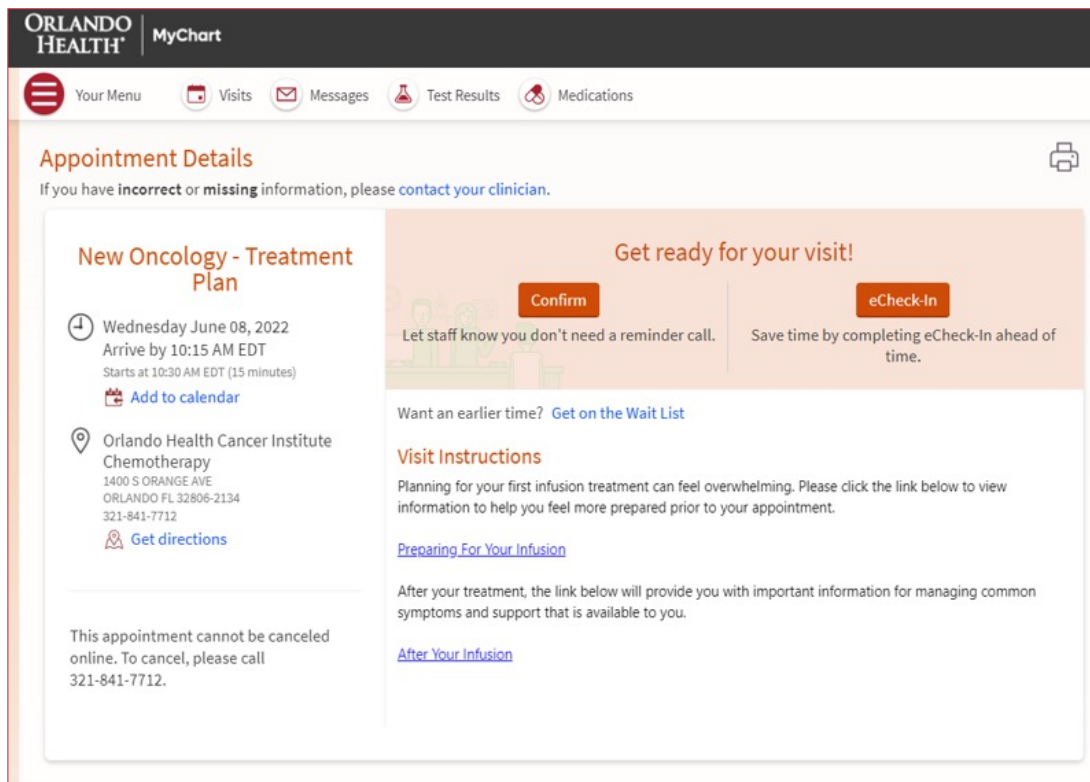 ORLANDO
HEALTH®
MyChart
Your Menu
Visits
Messages
Test Results
Medications
Appointment Details
If you have incorrect or missing information, please contact your clinician.
New Oncology - Treatment
Plan
Wednesday June 08, 2022
Arrive by 10:15 AM EDT
Starts at 10:30 AM EDT (15 minutes)
Add to calendar
Orlando Health Cancer Institute
Chemotherapy
1400 S ORANGE AVE
ORLANDO FL 32806-2134
321-841-7712
Get directions
This appointment cannot be canceled
online. To cancel, please call
321-841-7712.
Get ready for your visit!
Confirm
Let staff know you don't need a reminder call.
eCheck-In
Save time by completing eCheck-In ahead of
time.
Want an earlier time? Get on the Wait List
Visit Instructions
Planning for your first infusion treatment can feel overwhelming. Please click the link below to view
information to help you feel more prepared prior to your appointment.
Preparing For Your Infusion
After your treatment, the link below will provide you with important information for managing common
symptoms and support that is available to you.
After Your Infusion